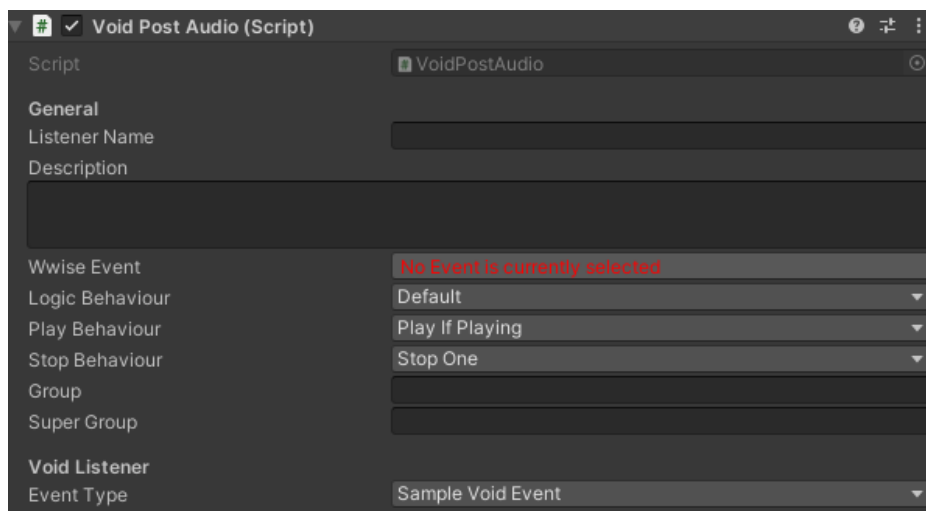 Void Post Audio (Script)
Script VoidPostAudio
General
Listener Name
Description
Wwise Event No Event is currently selected
Logic Behaviour Default
Play Behaviour Play If Playing
Stop Behaviour Stop One
Group
Super Group
Void Listener
Event Type Sample Void Event